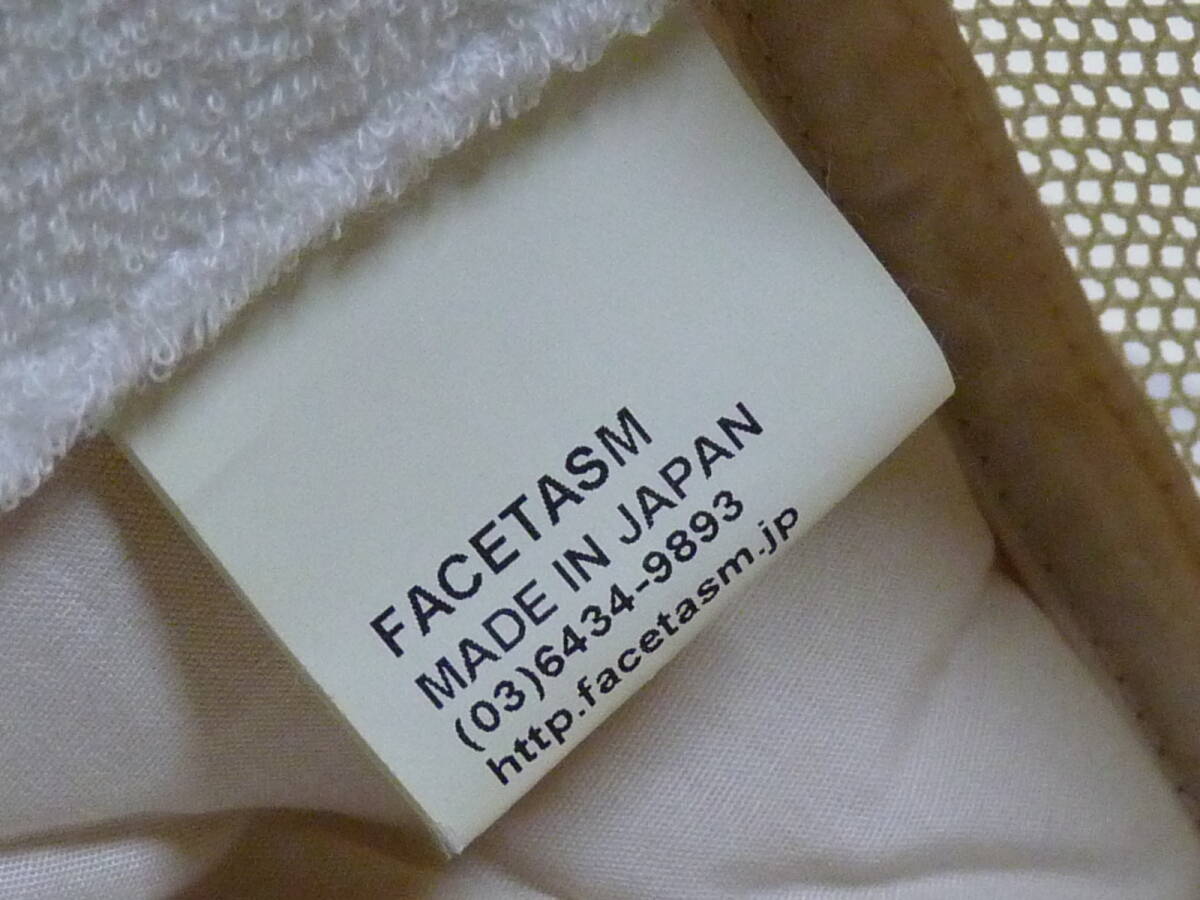 FACETASM
MADE IN JAPAN
(03)6434-9893
http.facetasm.jp